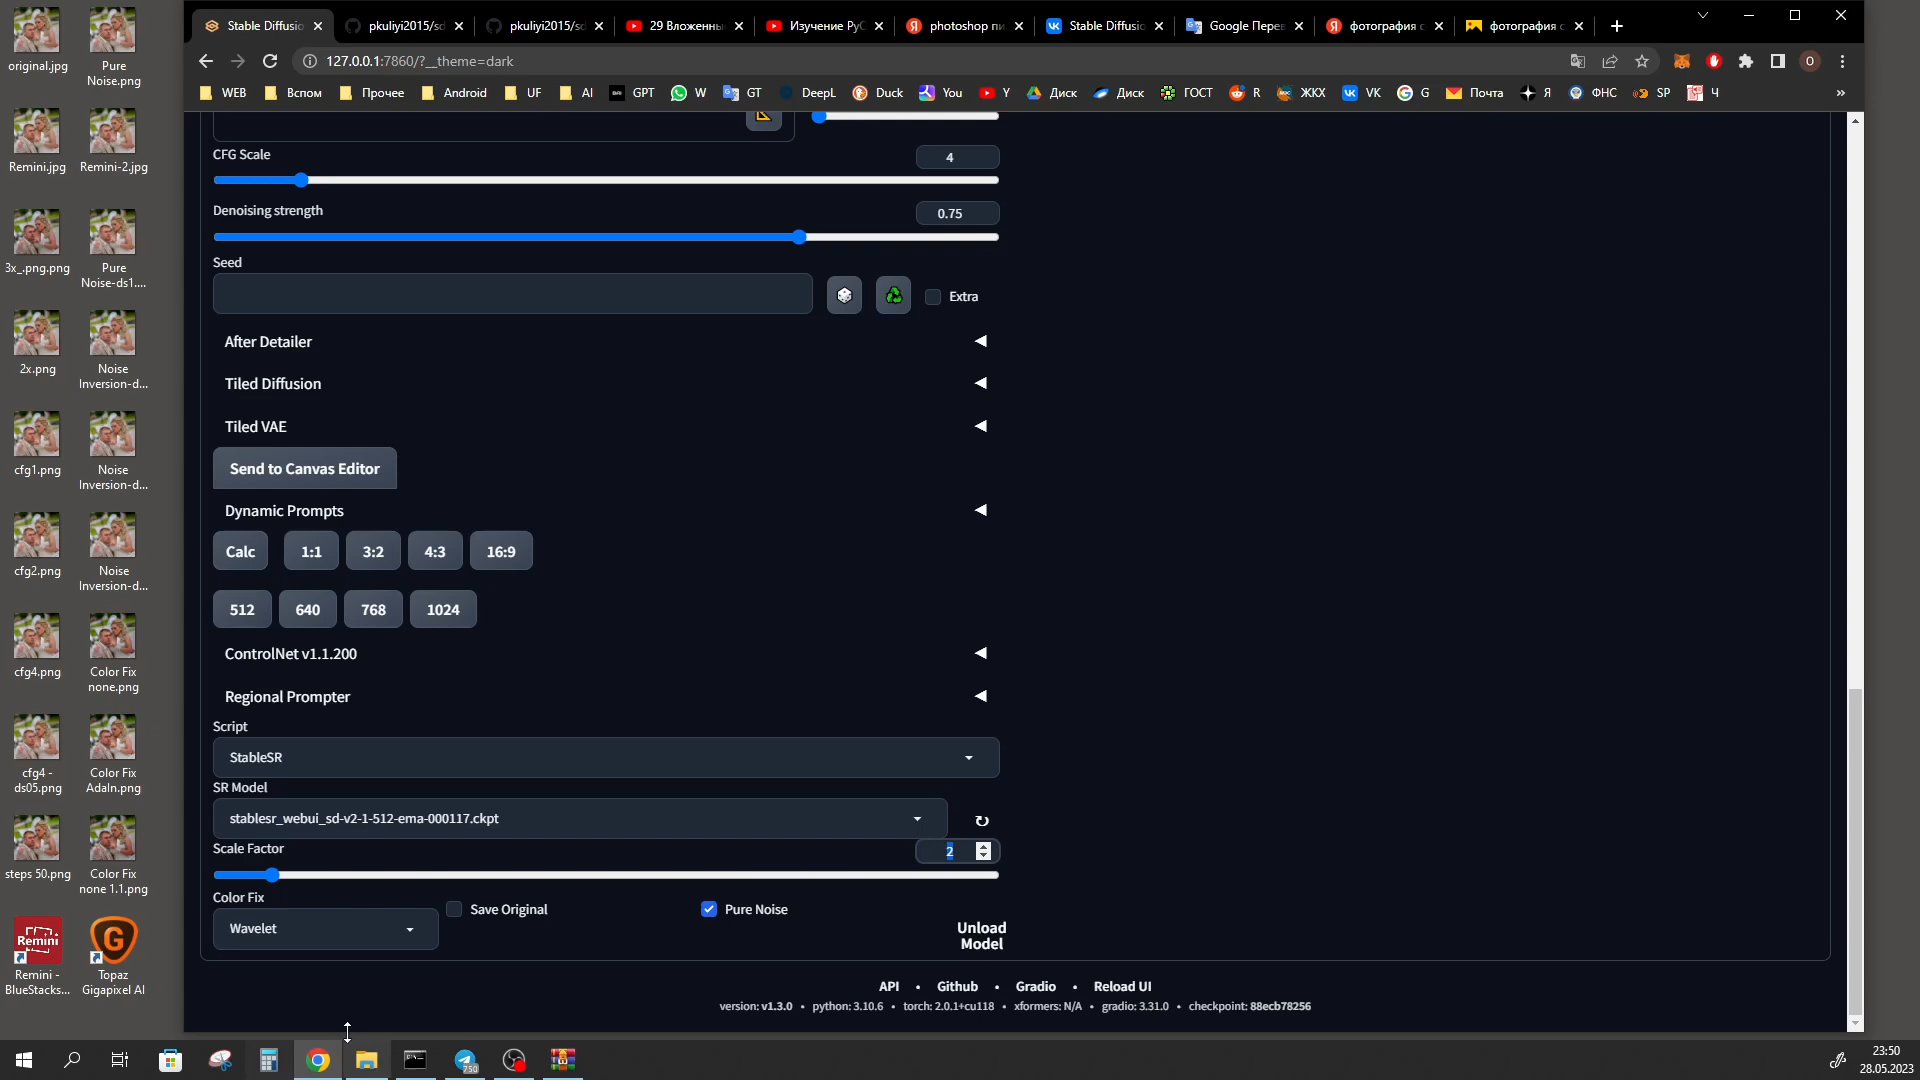 original.jpg
Pure
Noise.png
Remini.jpg
Remini-2.jpg
3x_.png.png
Pure
Noise-ds1....
2x.png
Noise
Inversion-d...
cfg1.png
Noise
Inversion-d...
cfg2.png
Noise
Inversion-d...
cfg4.png
Color Fix
none.png
cfg4 -
ds05.png
Color Fix
AdaIn.png
steps 50.png
Color Fix
none 1.1.png
Remini
Remini -
BlueStacks...
Topaz
Gigapixel AI
Stable Diffusio
pkuliyi2015/sd
pkuliyi2015/sd
29 Вложенны
Изучение PyC
photoshop пи
Stable Diffusio
Google Перев
фотография с
фотография с
127.0.0.1:7860/?__theme=dark
O
WEB
Вспом
Прочее
Android
UF
AI
GPT
W
GT
DeepL
Duck
You
Y
Диск
Диск
ГОСТ
R
ЖКХ
VK
G
Почта
Я
ФНС
SP
Ч
»
CFG Scale
4
Denoising strength
0.75
Seed
Extra
After Detailer
Tiled Diffusion
Tiled VAE
Send to Canvas Editor
Dynamic Prompts
Calc 1:1 3:2 4:3 16:9
512 640 768 1024
ControlNet v1.1.200
Regional Prompter
Script
StableSR
SR Model
stablesr_webui_sd-v2-1-512-ema-000117.ckpt
Scale Factor
2
Color Fix
Wavelet
Save Original
Pure Noise
Unload
Model
API • Github • Gradio • Reload UI
version: v1.3.0 • python: 3.10.6 • torch: 2.0.1+cu118 • xformers: N/A • gradio: 3.31.0 • checkpoint: 88ecb78256
750
23:50
28.05.2023